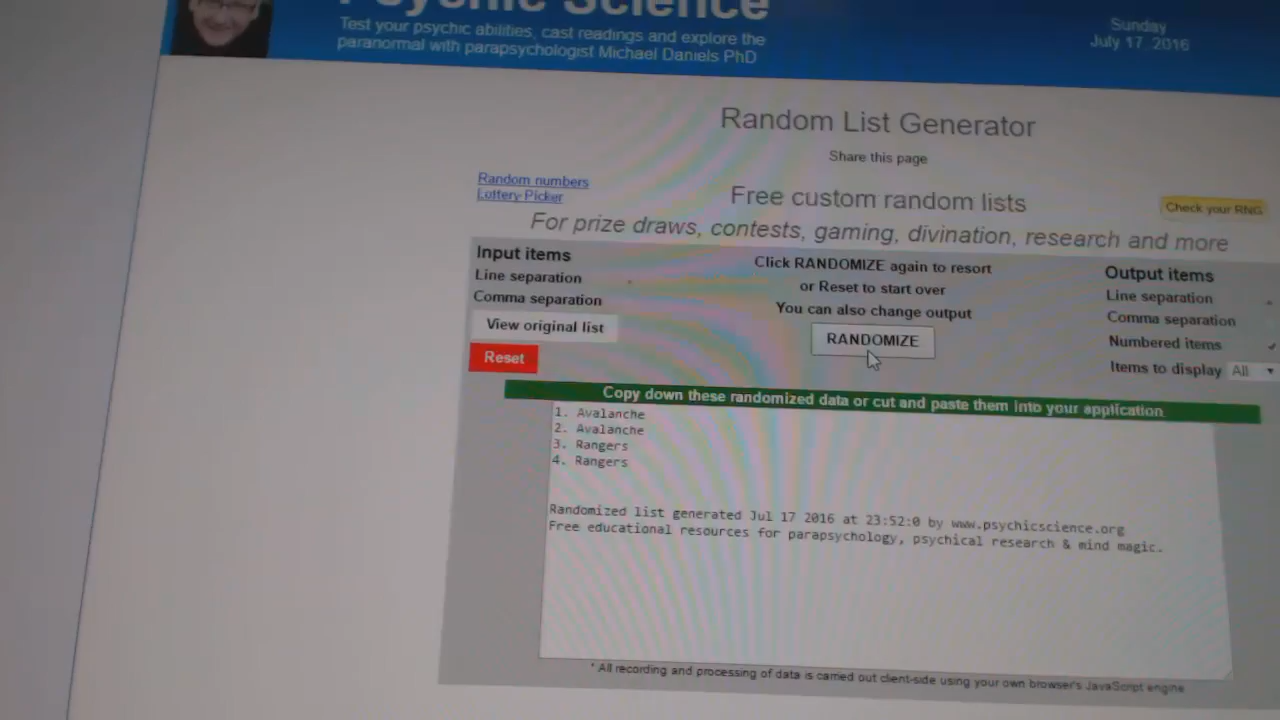 Psychic Science
Test your psychic abilities, cast readings and explore the
paranormal with parapsychologist Michael Daniels PhD
Sunday
July 17 2016
Random List Generator
Share this page
Random numbers
Lottery Picker
Free custom random lists
Check your RNG
For prize draws, contests, gaming, divination, research and more
Input items
Line separation
Comma separation
View original list
Reset
Click RANDOMIZE again to resort
or Reset to start over
You can also change output
RANDOMIZE
Output items
Line separation
Comma separation
Numbered items
Items to display All
Copy down these randomized data or cut and paste them into your application
1. Avalanche
2. Avalanche
3. Rangers
4. Rangers
Randomized list generated Jul 17 2016 at 23:52:0 by www.psychicscience.org
Free educational resources for parapsychology, psychical research & mind magic.
* All recording and processing of data is carried out client-side using your own browser's JavaScript engine